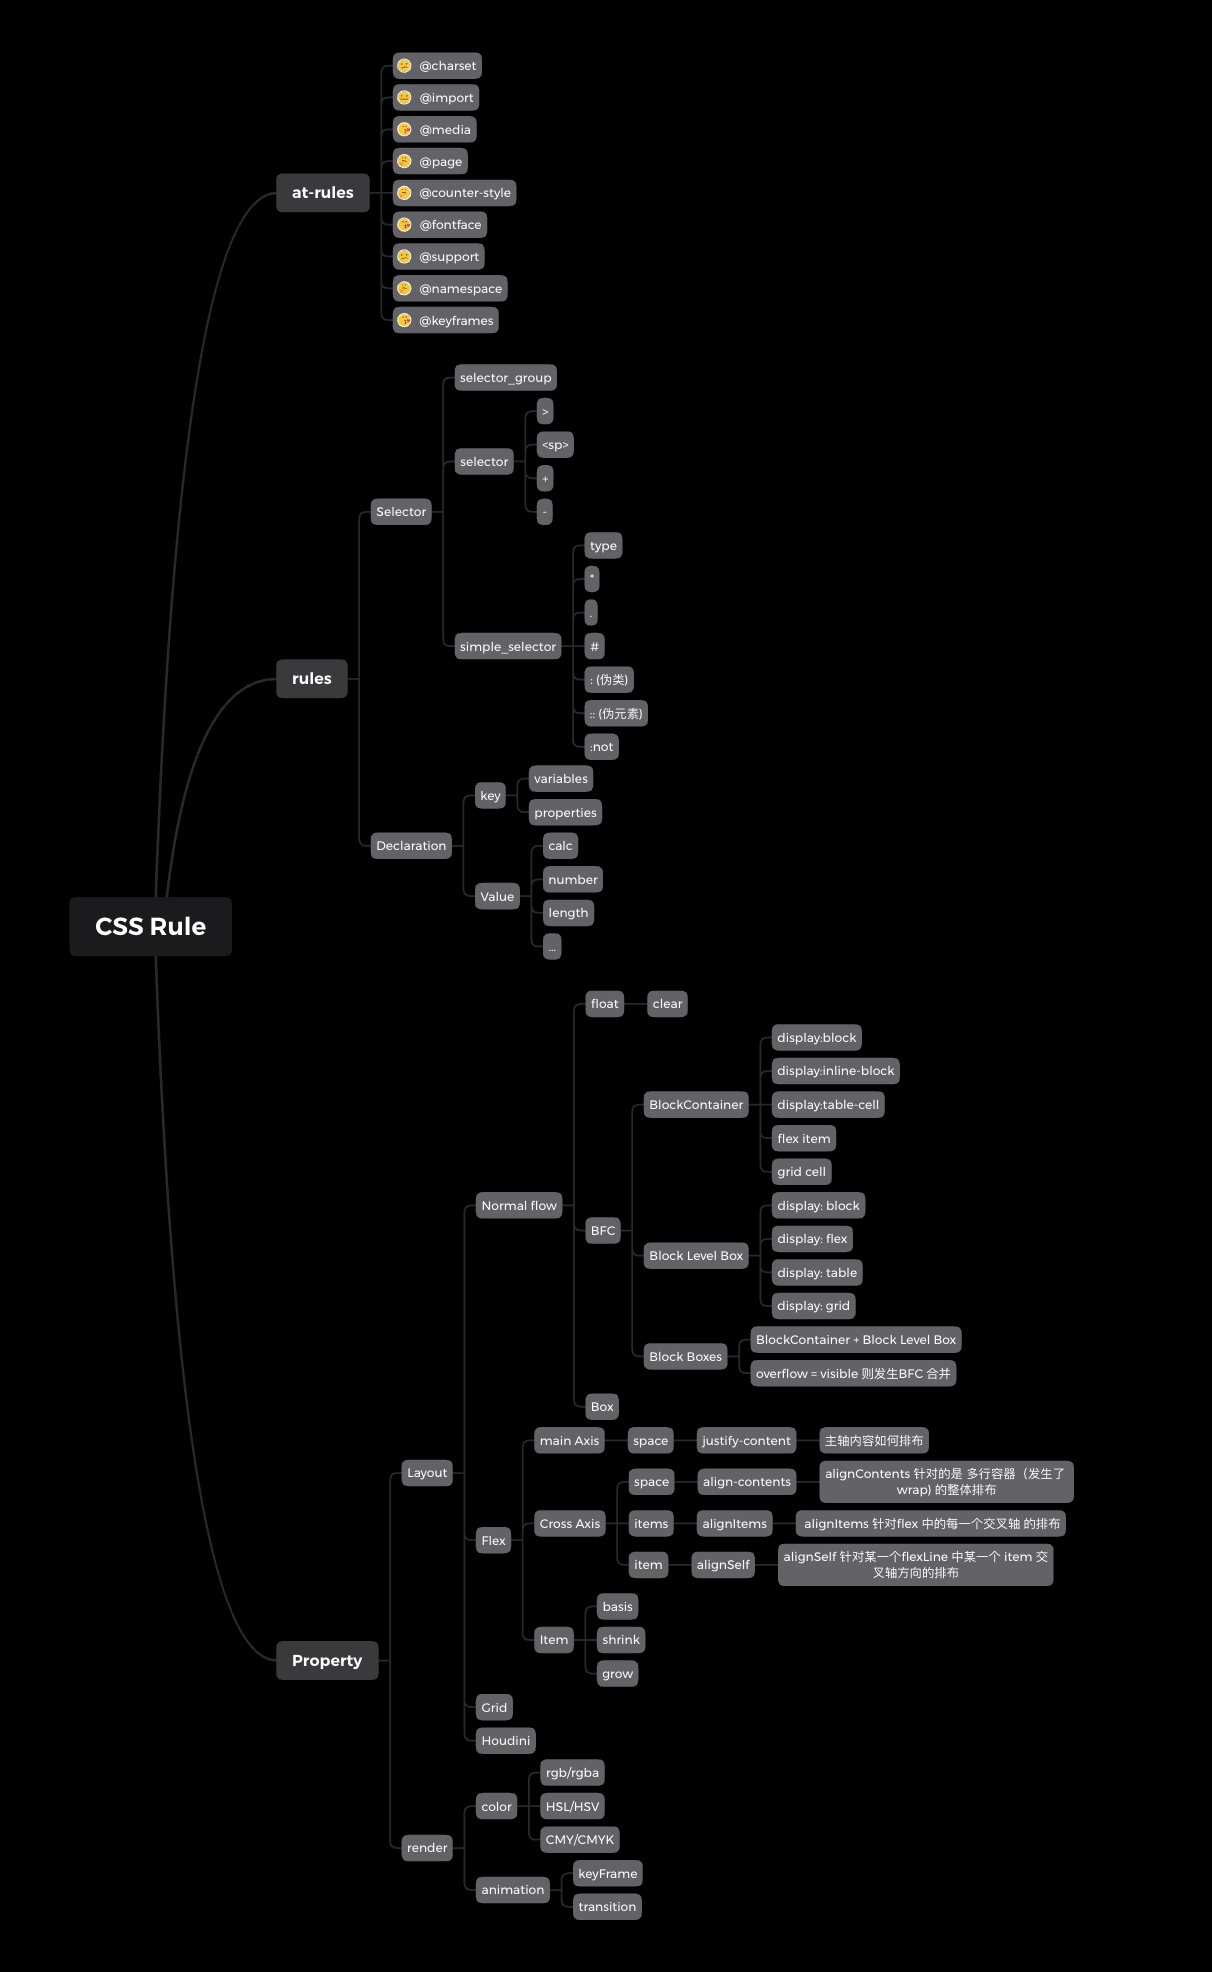 CSS Rule
at-rules
@charset
@import
@media
@page
@counter-style
@fontface
@support
@namespace
@keyframes
rules
Selector
selector_group
selector
>
<sp>
+
-
simple_selector
type
*
.
#
: (伪类)
:: (伪元素)
:not
Declaration
key
variables
properties
Value
calc
number
length
...
Property
Layout
Normal flow
float
clear
BFC
BlockContainer
display:block
display:inline-block
display:table-cell
flex item
grid cell
Block Level Box
display: block
display: flex
display: table
display: grid
Block Boxes
BlockContainer + Block Level Box
overflow = visible 则发生BFC 合并
Box
Flex
main Axis
space
justify-content
主轴内容如何排布
Cross Axis
space
align-contents
alignContents 针对的是 多行容器（发生了
wrap) 的整体排布
items
alignItems
alignItems 针对flex 中的每一个交叉轴 的排布
item
alignSelf
alignSelf 针对某一个flexLine 中某一个 item 交
叉轴方向的排布
Item
basis
shrink
grow
Grid
Houdini
render
color
rgb/rgba
HSL/HSV
CMY/CMYK
animation
keyFrame
transition